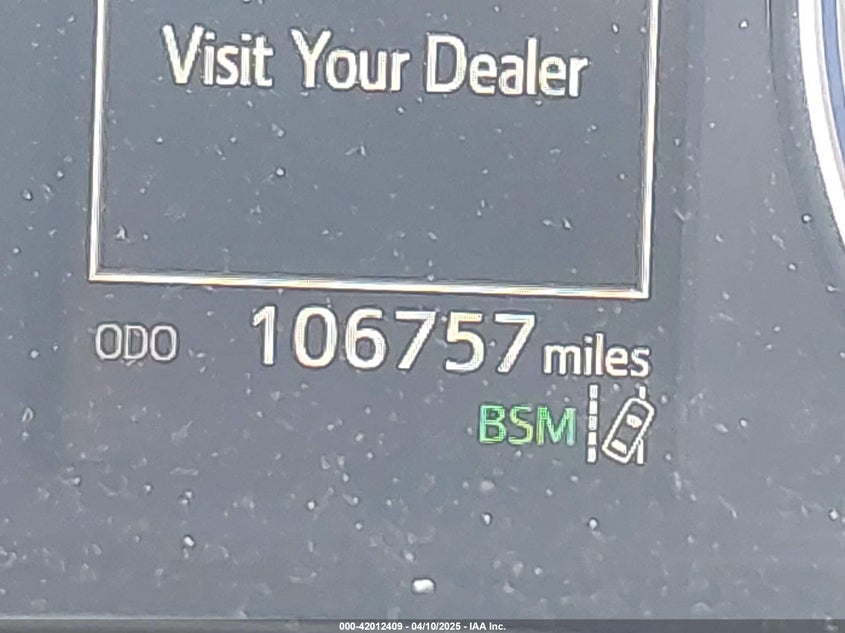 Visit Your Dealer
ODO 106757 miles
BSM
000-42012409 - 04/10/2025 - IAA Inc.